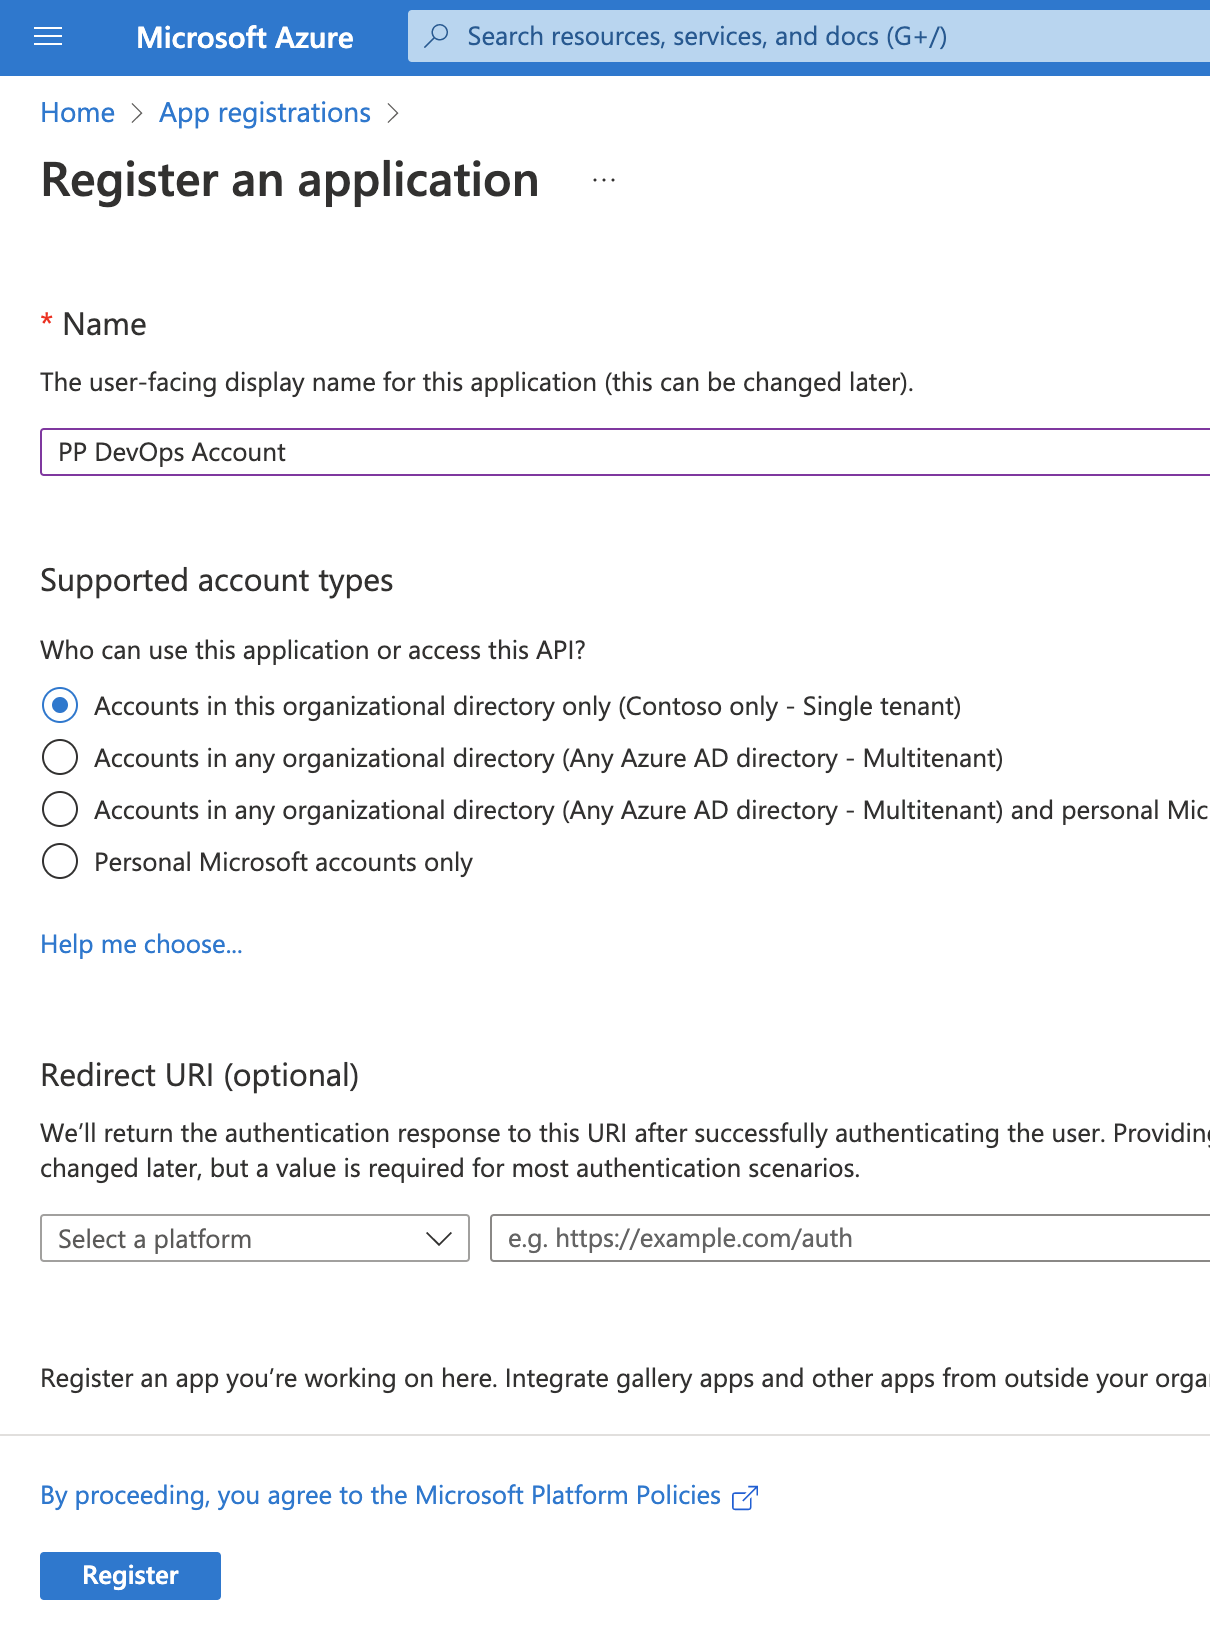 Microsoft Azure
Search resources, services, and docs (G+/)
Home > App registrations >
Register an application ...
* Name
The user-facing display name for this application (this can be changed later).
PP DevOps Account
Supported account types
Who can use this application or access this API?
Accounts in this organizational directory only (Contoso only - Single tenant)
Accounts in any organizational directory (Any Azure AD directory - Multitenant)
Accounts in any organizational directory (Any Azure AD directory - Multitenant) and personal Mic
Personal Microsoft accounts only
Help me choose...
Redirect URI (optional)
We’ll return the authentication response to this URI after successfully authenticating the user. Providing
changed later, but a value is required for most authentication scenarios.
Select a platform
e.g. https://example.com/auth
Register an app you’re working on here. Integrate gallery apps and other apps from outside your orga
By proceeding, you agree to the Microsoft Platform Policies
Register